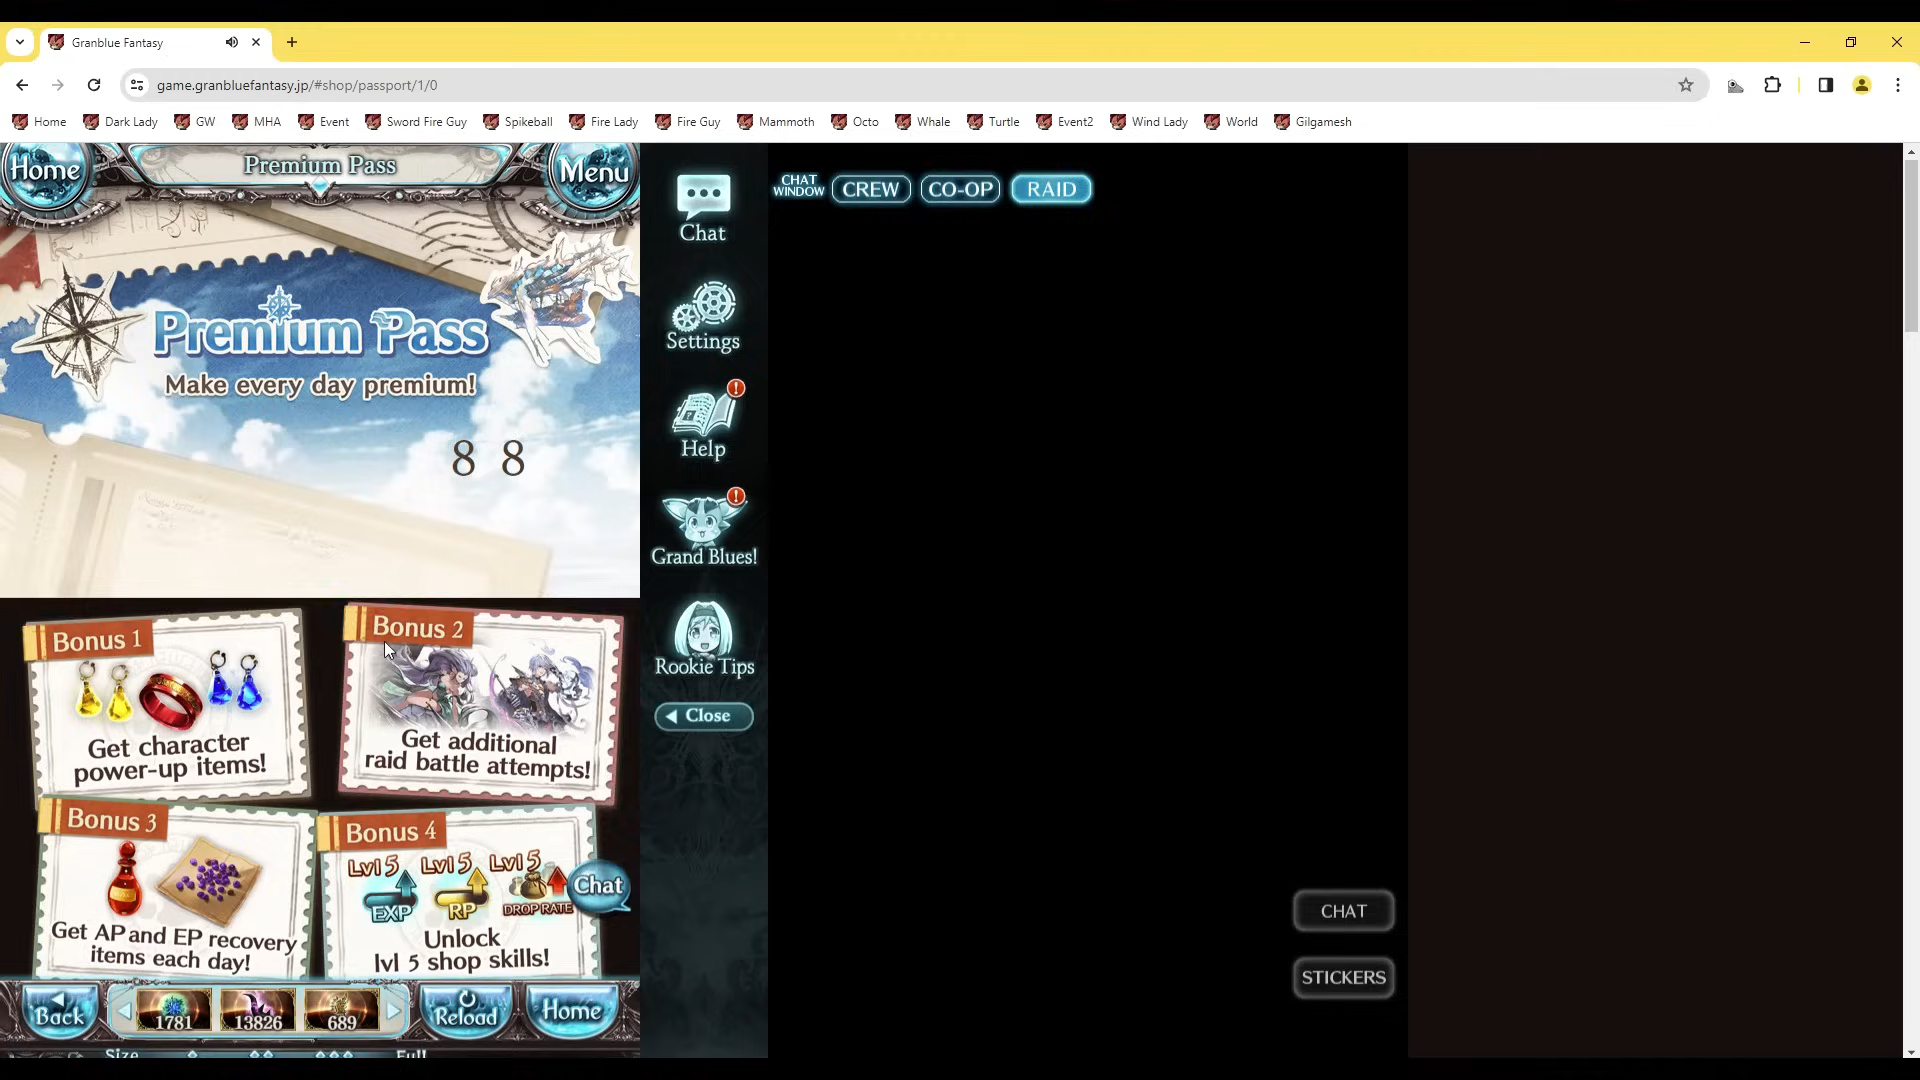 Granblue Fantasy
game.granbluefantasy.jp/#shop/passport/1/0
Home Dark Lady GW MHA Event Sword Fire Guy Spikeball Fire Lady Fire Guy Mammoth Octo Whale Turtle Event2 Wind Lady World Gilgamesh
Home
Premium Pass
Menu
Premium Pass
Make every day premium!
8 8
Bonus 1
Get character
power-up items!
Bonus 2
Get additional
raid battle attempts!
Bonus 3
Get AP and EP recovery
items each day!
Bonus 4
Lvl 5 Lvl 5 Lvl 5
EXP RP DROP RATE
Unlock
lvl 5 shop skills!
Chat
Back
1781
13826
689
Reload
Home
Size Full
Chat
Settings
Help
Grand Blues!
Rookie Tips
Close
CHAT
WINDOW
CREW
CO-OP
RAID
CHAT
STICKERS